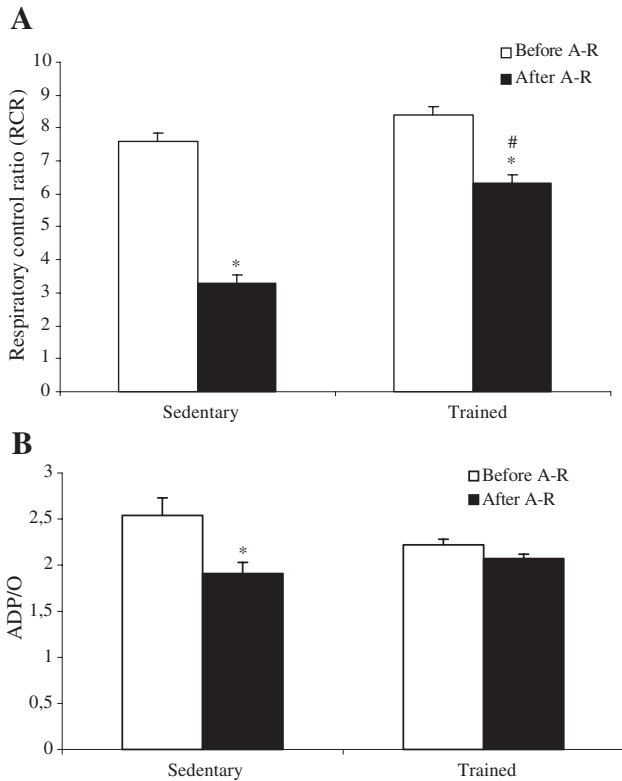 A
Before A-R
After A-R
Respiratory control ratio (RCR)
10
9
8
7
6
5
4
3
2
1
0
*
#
*
Sedentary
Trained
B
Before A-R
After A-R
ADP/O
3
2,5
2
1,5
1
0,5
0
*
Sedentary
Trained